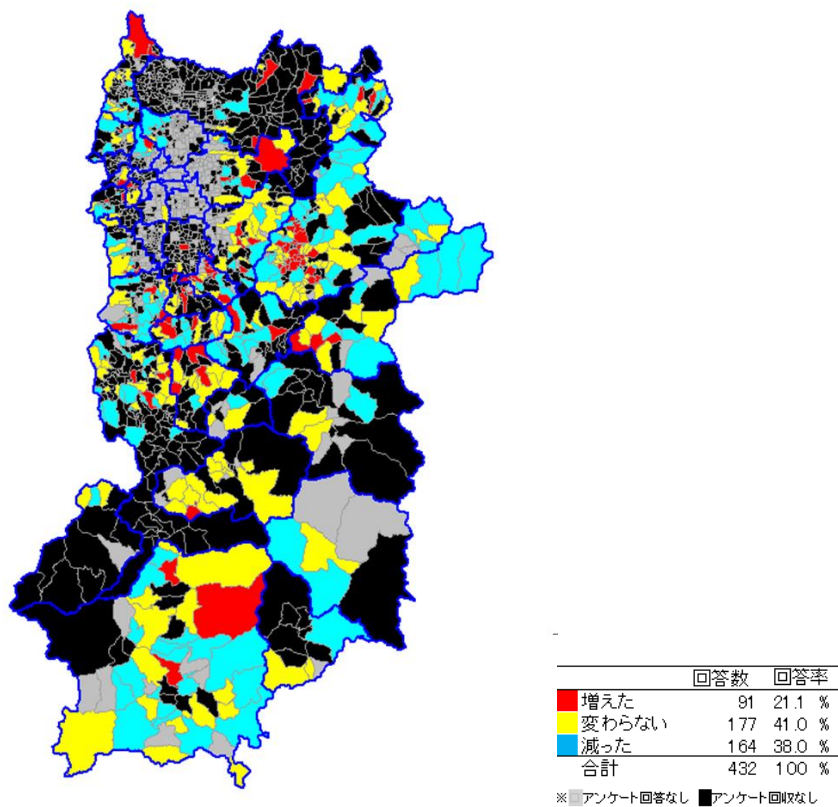 回答数 回答率
増えた 91 21.1 %
変わらない 177 41.0 %
減った 164 38.0 %
合計 432 100 %
※ アンケート回答なし アンケート回収なし